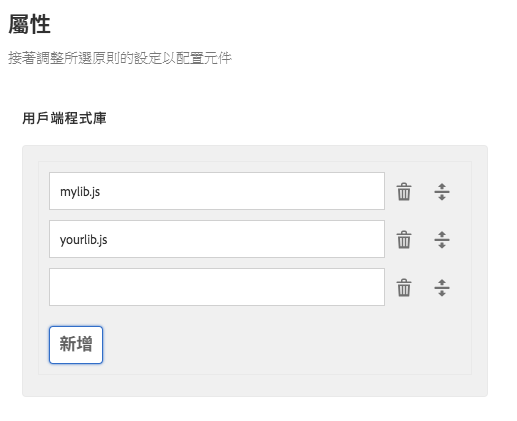 屬性
接著調整所選原則的設定以配置元件
用戶端程式庫
mylib.js
yourlib.js
新增